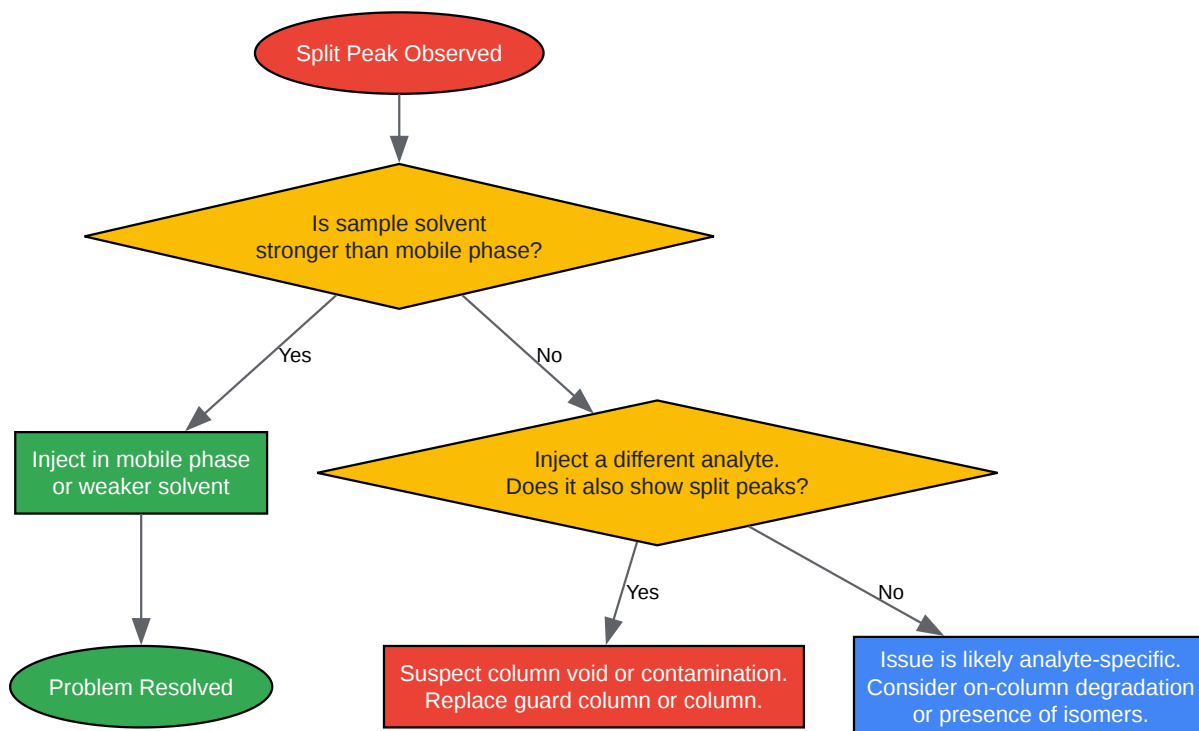 Split Peak Observed
Is sample solvent
stronger than mobile phase?
Yes
No
Inject in mobile phase
or weaker solvent
Inject a different analyte.
Does it also show split peaks?
Yes
No
Problem Resolved
Suspect column void or contamination.
Replace guard column or column.
Issue is likely analyte-specific.
Consider on-column degradation
or presence of isomers.